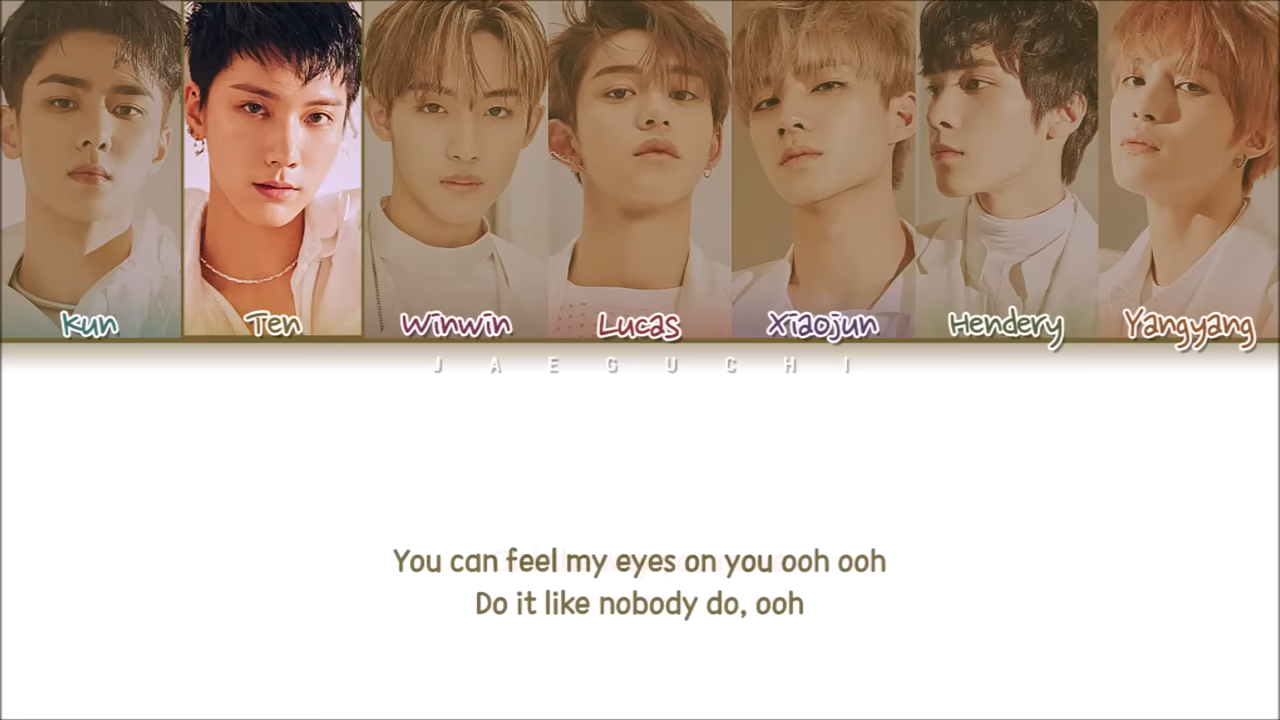 Kun Ten Winwin Lucas Xiaojun Hendery Yangyang
JAEGUCHI
You can feel my eyes on you ooh ooh
Do it like nobody do, ooh